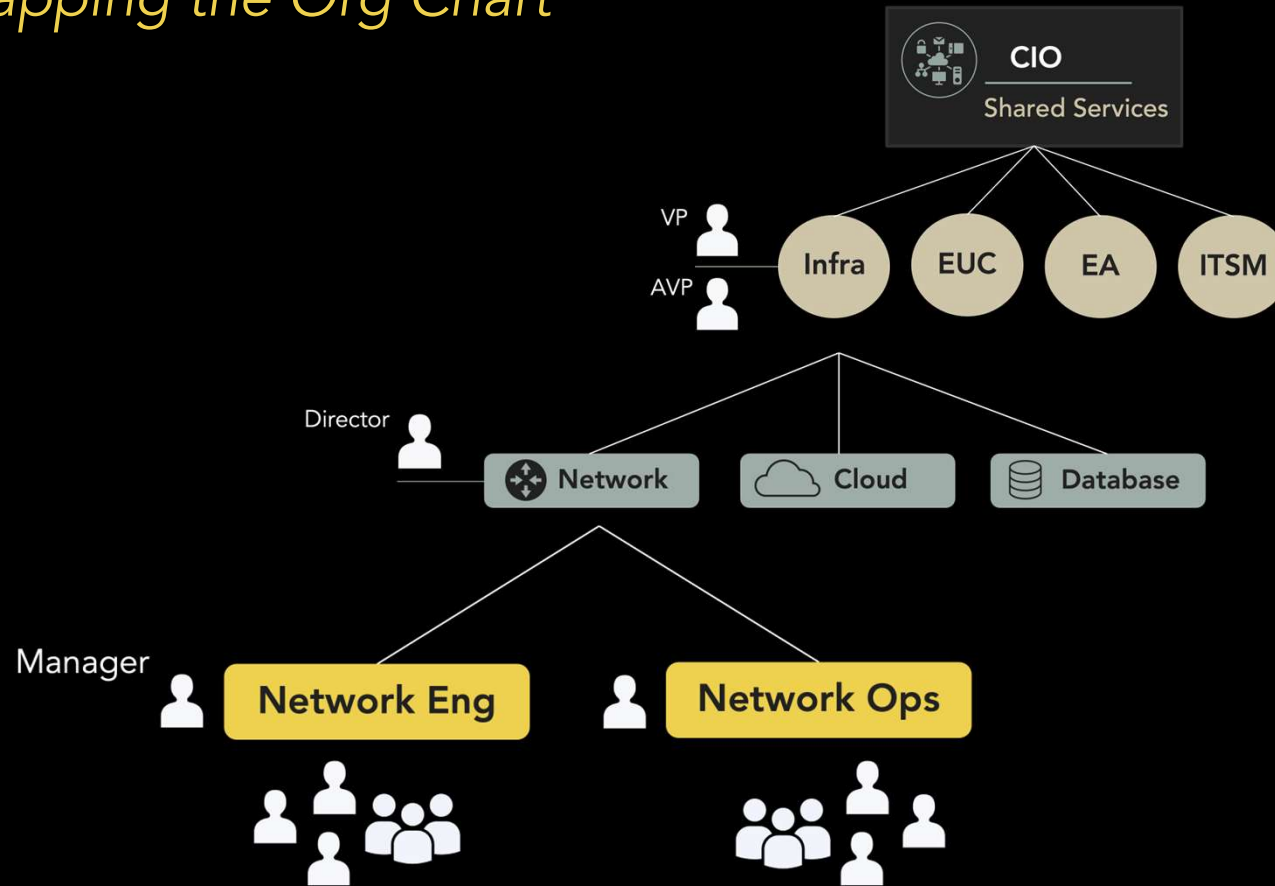 apping the Org Chart
CIO
Shared Services
VP
AVP
Infra
EUC
EA
ITSM
Director
Network
Cloud
Database
Manager
Network Eng
Network Ops